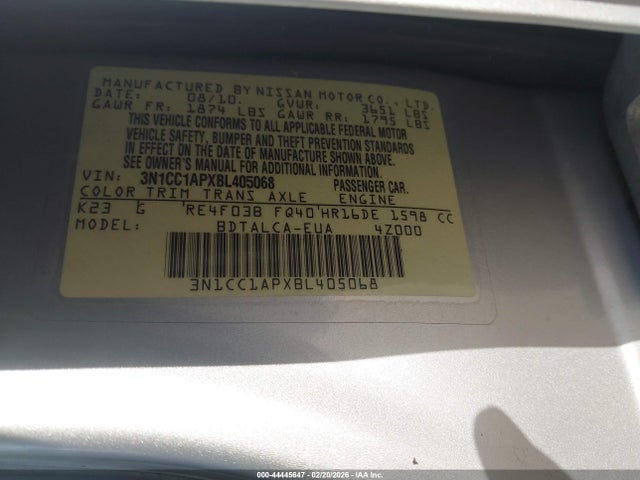 MANUFACTURED BY NISSAN MOTOR CO., LTD.
DATE: 08/10. GVWR: 3651 LBS
GAWR FR: 1874 LBS GAWR RR: 1795 LBS
THIS VEHICLE CONFORMS TO ALL APPLICABLE FEDERAL MOTOR
VEHICLE SAFETY, BUMPER AND THEFT PREVENTION STANDARDS
IN EFFECT ON THE DATE OF MANUFACTURE SHOWN ABOVE.
SEE OWNER'S MANUAL FOR ADDITIONAL INFORMATION.
VIN: 3N1CC1APXBL405068 PASSENGER CAR.
COLOR TRIM TRANS AXLE ENGINE
K23 G RE4F03B FQ40 HR16DE 1598 CC
MODEL: BDTALCA-EUA 4Z000
3N1CC1APXBL405068
000-44445647 - 02/20/2026 - IAAI.com